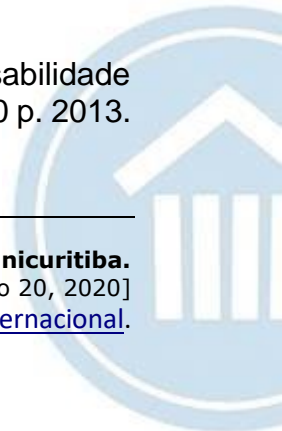 sabilidade
0 p. 2013.
nicuritiba.
o 20, 2020]
ernacional.